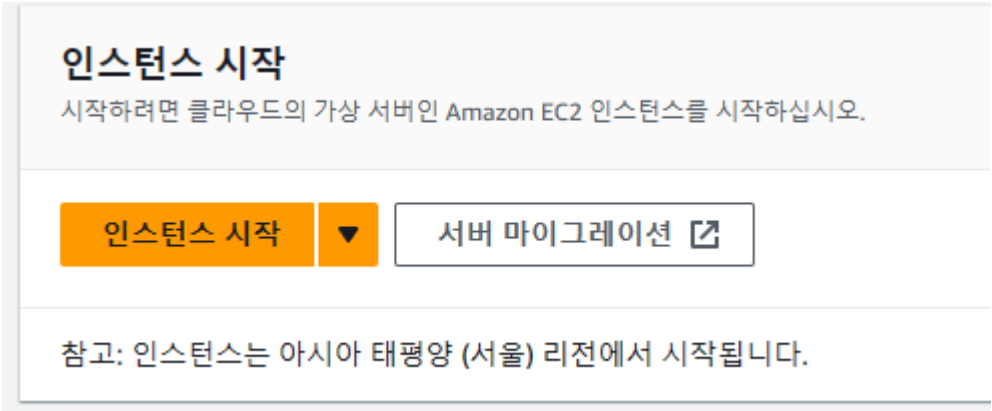 인스턴스 시작
시작하려면 클라우드의 가상 서버인 Amazon EC2 인스턴스를 시작하십시오.
인스턴스 시작
서버 마이그레이션
참고: 인스턴스는 아시아 태평양 (서울) 리전에서 시작됩니다.